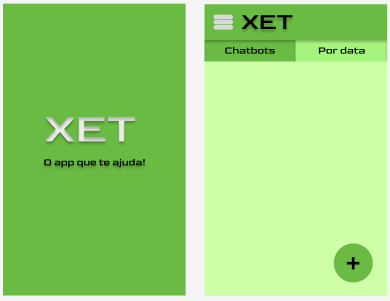 XET
O app que te ajuda!
XET
Chatbots
Por data
+